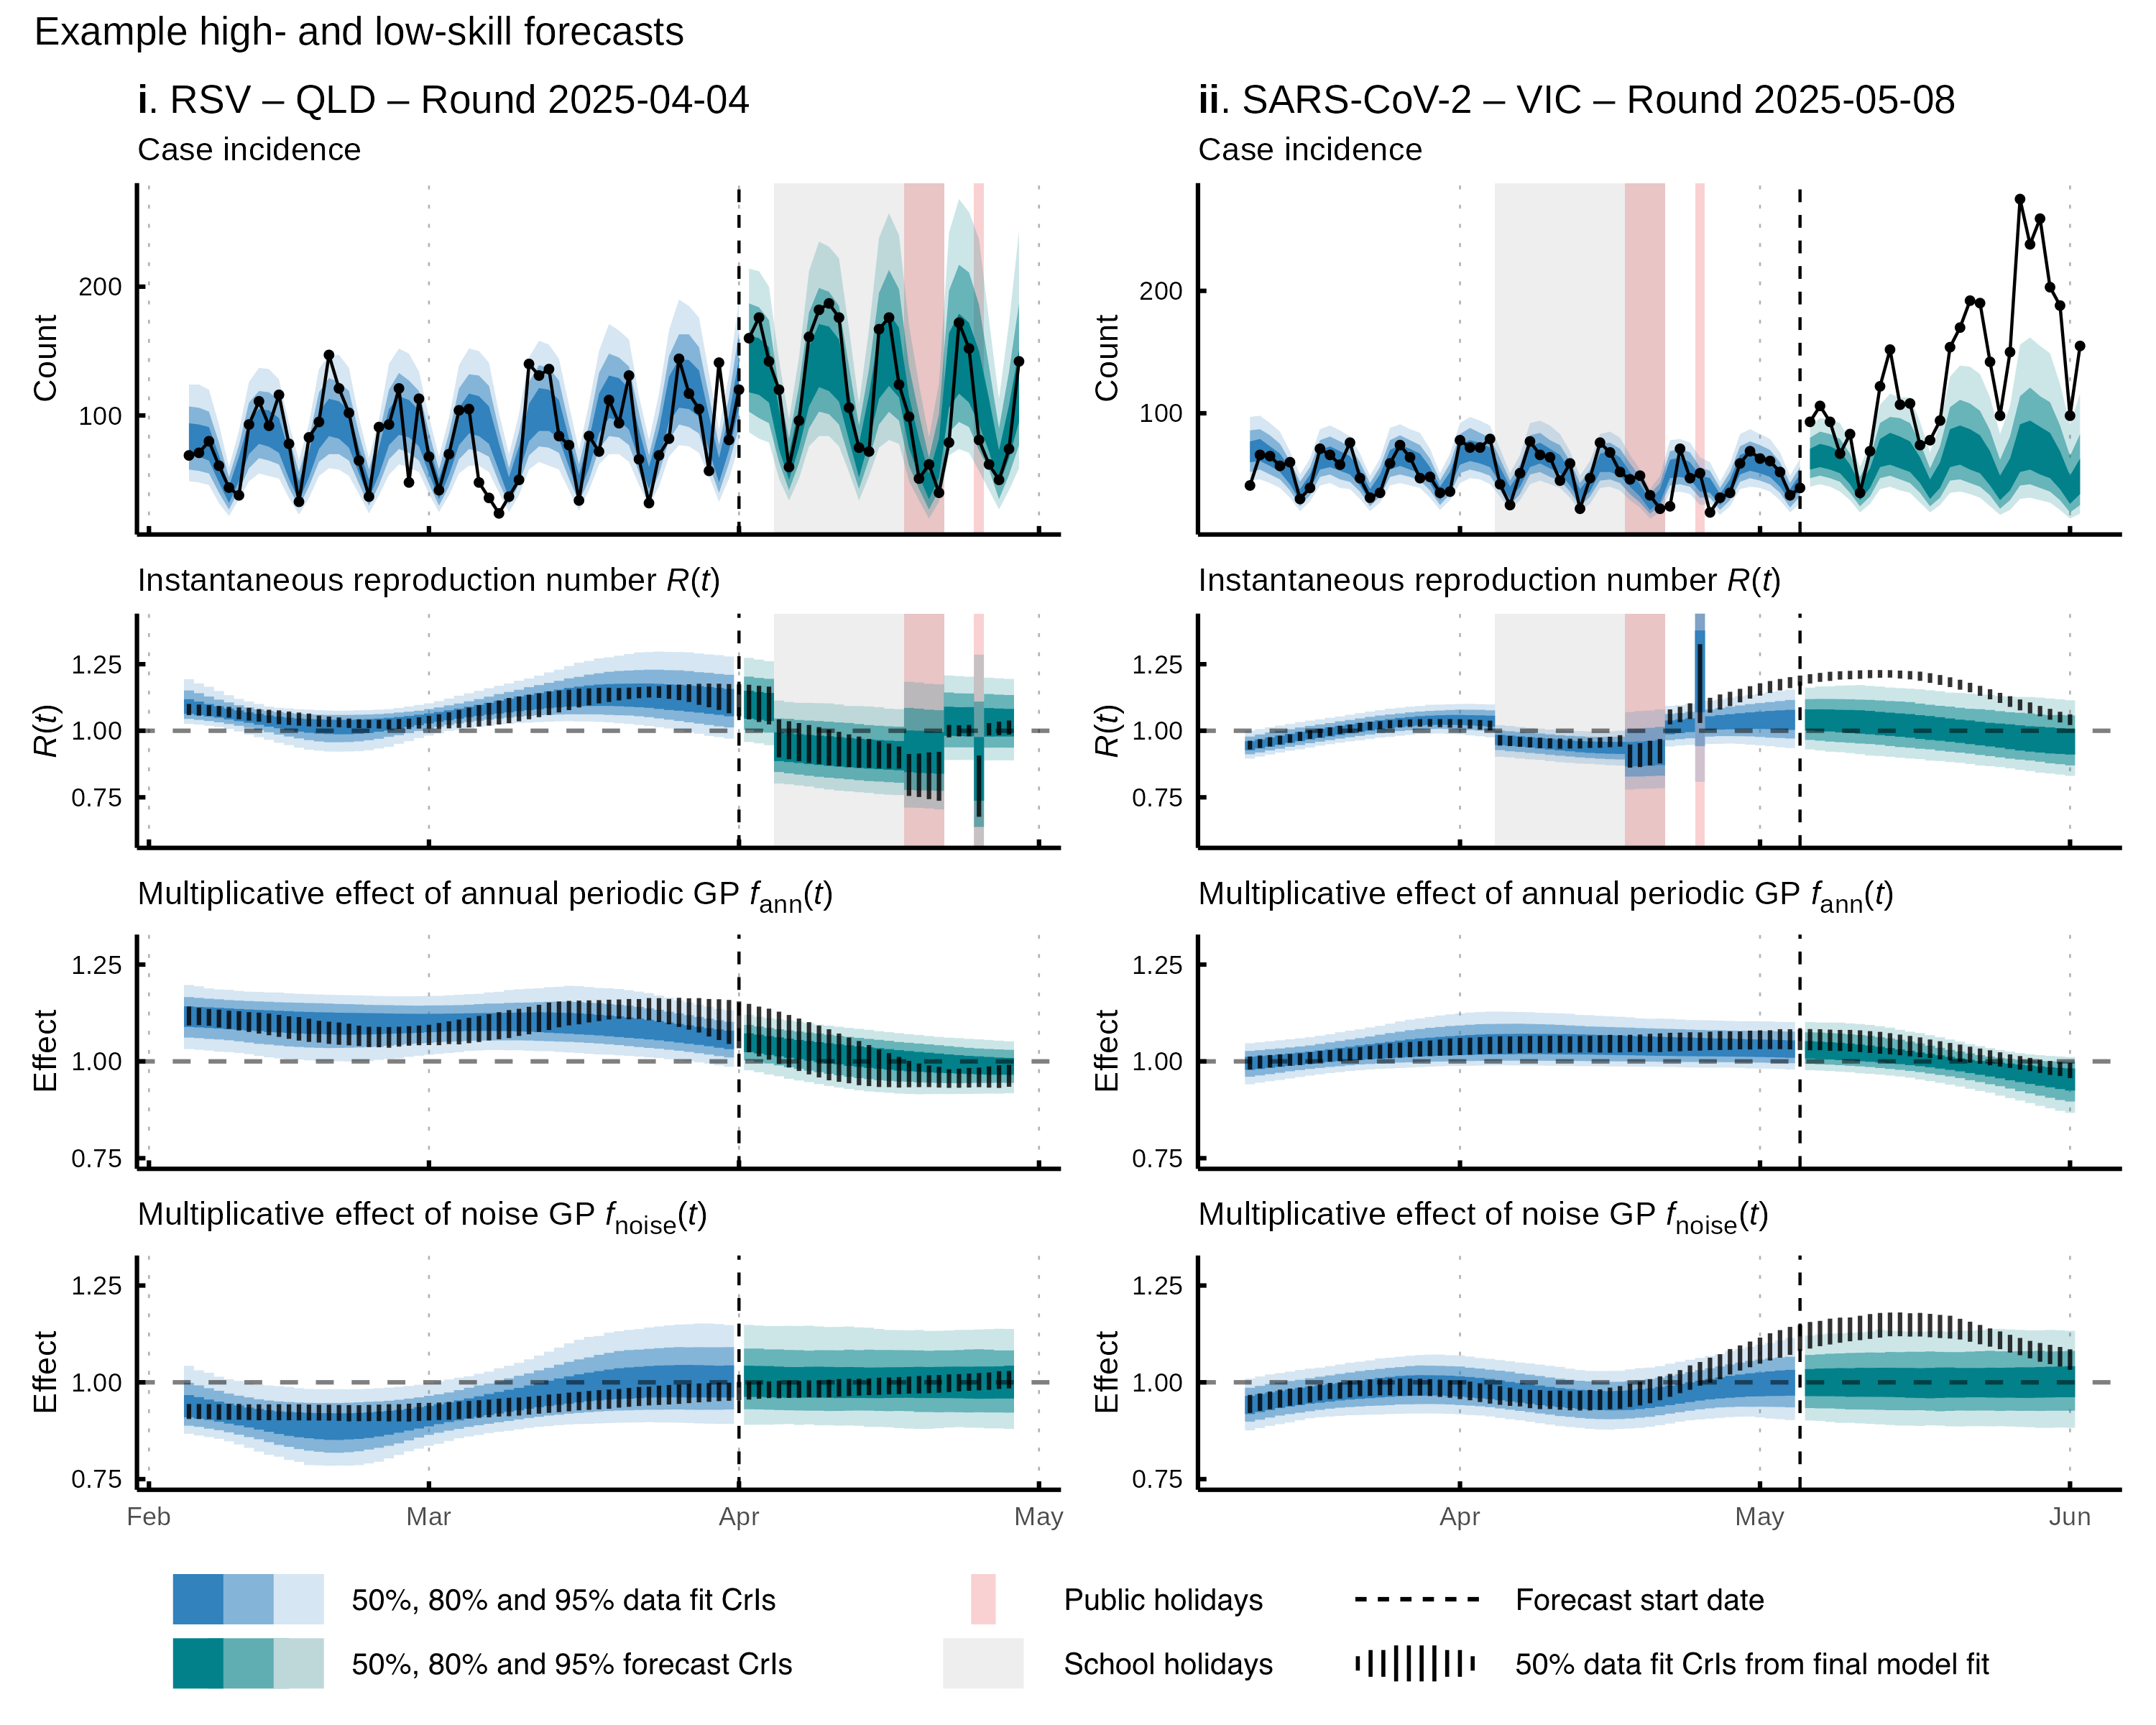 Example high- and low-skill forecasts
i. RSV – QLD – Round 2025-04-04
Case incidence
Count
200
100
Instantaneous reproduction number R(t)
R(t)
1.25
1.00
0.75
Multiplicative effect of annual periodic GP fann(t)
Effect
1.25
1.00
0.75
Multiplicative effect of noise GP fnoise(t)
Effect
1.25
1.00
0.75
Feb Mar Apr May
ii. SARS-CoV-2 – VIC – Round 2025-05-08
Case incidence
Count
200
100
Instantaneous reproduction number R(t)
R(t)
1.25
1.00
0.75
Multiplicative effect of annual periodic GP fann(t)
Effect
1.25
1.00
0.75
Multiplicative effect of noise GP fnoise(t)
Effect
1.25
1.00
0.75
Apr May Jun
50%, 80% and 95% data fit CrIs
50%, 80% and 95% forecast CrIs
Public holidays
School holidays
Forecast start date
50% data fit CrIs from final model fit